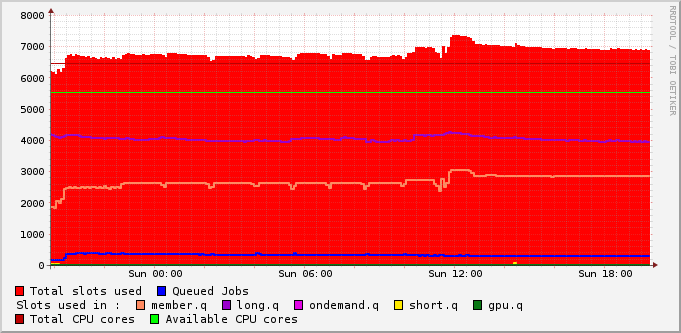 RRDTOOL / TOBI OETIKER
8000
7000
6000
5000
4000
3000
2000
1000
0
Sun 00:00 Sun 06:00 Sun 12:00 Sun 18:00
Total slots used Queued Jobs
Slots used in : member.q long.q ondemand.q short.q gpu.q
Total CPU cores Available CPU cores